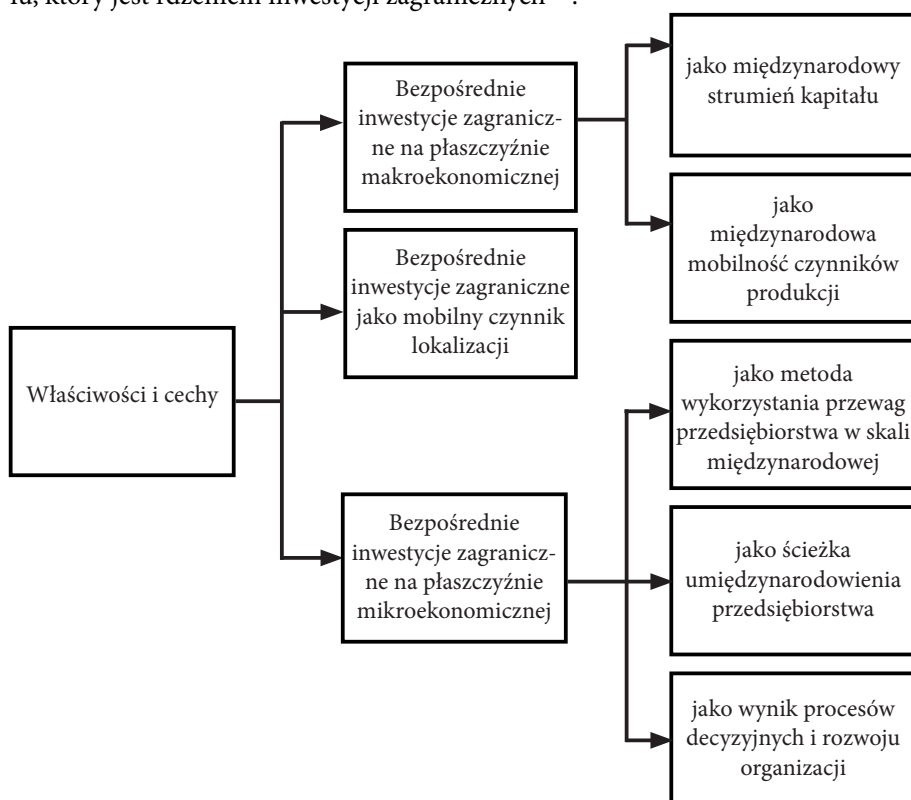 który jest rdzeniem inwestycji zagranicznych
jako międzynarodowy
strumień kapitału
Bezpośrednie
inwestycje zagranicz-
ne na płaszczyźnie
makroekonomicznej
jako
międzynarodowa
mobilność czynników
produkcji
Bezpośrednie
inwestycje zagraniczne
jako mobilny czynnik
lokalizacji
Właściwości i cechy
jako metoda
wykorzystania przewag
przedsiębiorstwa w skali
międzynarodowej
Bezpośrednie
inwestycje zagranicz-
ne na płaszczyźnie
mikroekonomicznej
jako ścieżka
umiędzynarodowienia
przedsiębiorstwa
jako wynik procesów
decyzyjnych i rozwoju
organizacji